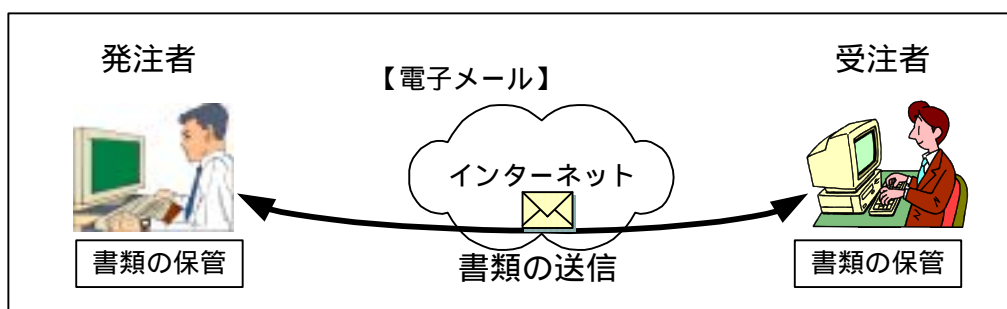 発注者
受注者
【電子メール】
インターネット
書類の送信
書類の保管
書類の保管